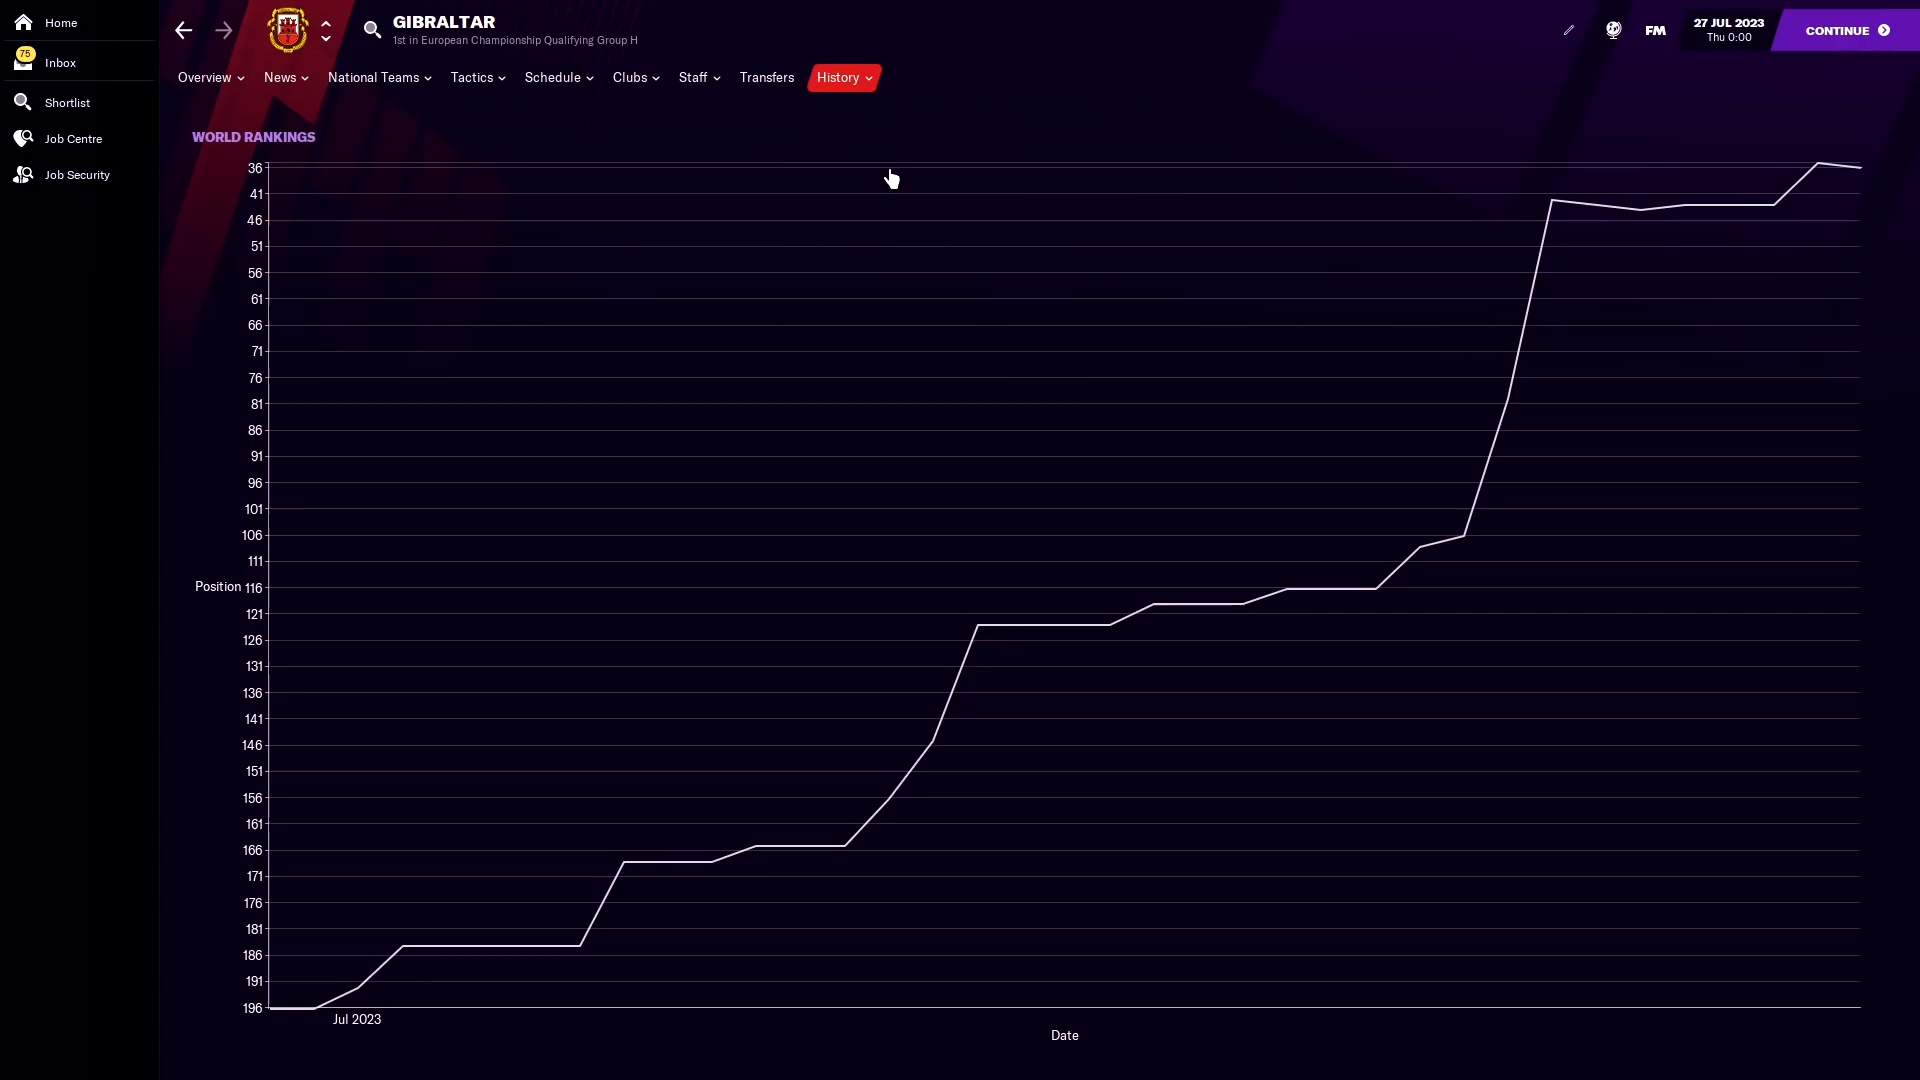 Home
75
Inbox
Shortlist
Job Centre
Job Security
GIBRALTAR
1st in European Championship Qualifying Group H
FM
27 JUL 2023
Thu 0:00
CONTINUE
Overview
News
National Teams
Tactics
Schedule
Clubs
Staff
Transfers
History
WORLD RANKINGS
36
41
46
51
56
61
66
71
76
81
86
91
96
101
106
111
Position 116
121
126
131
136
141
146
151
156
161
166
171
176
181
186
191
196
Jul 2023
Date